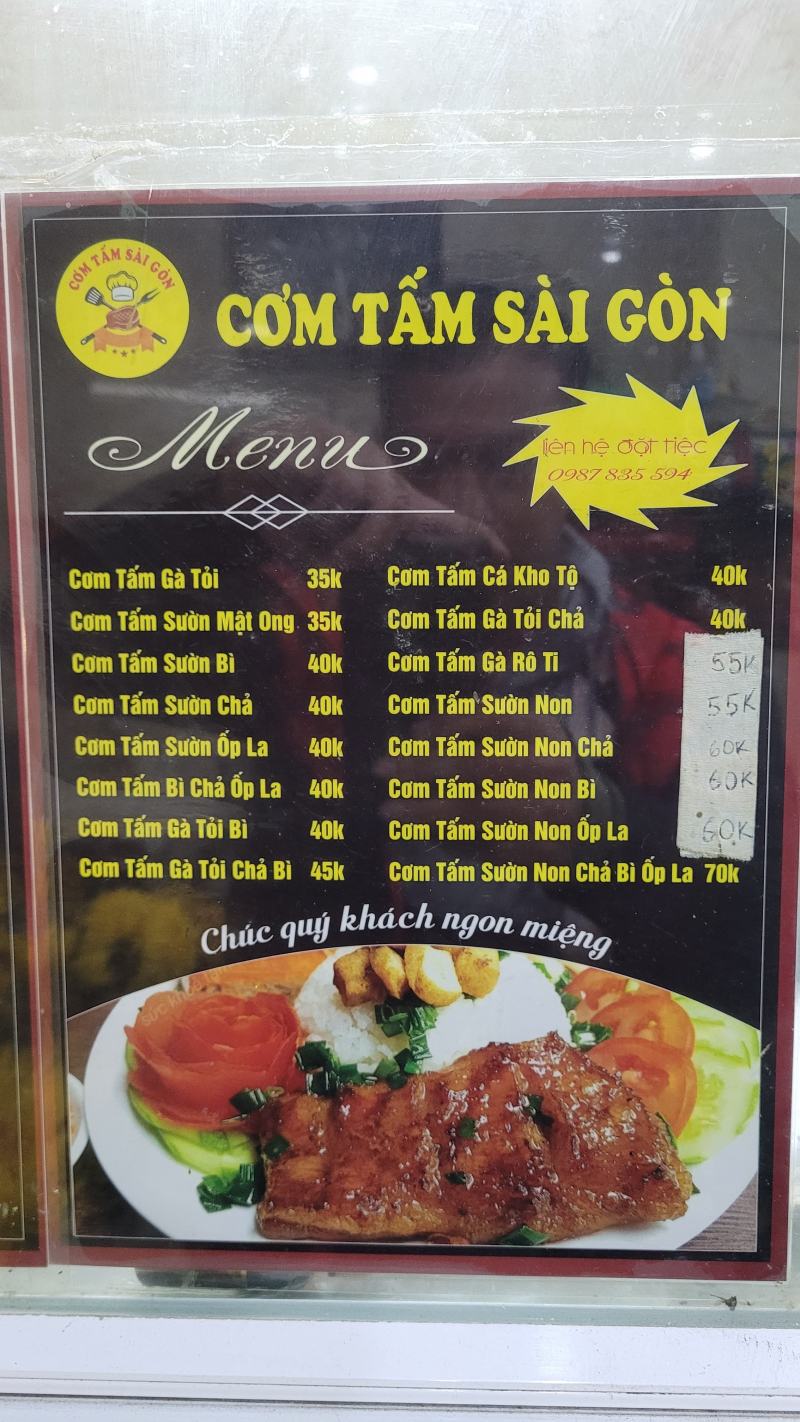 CƠM TẤM SÀI GÒN
CƠM TẤM SÀI GÒN
Menu
liên hệ đặt tiệc
0987 835 594
Cơm Tấm Gà Tỏi 35k
Cơm Tấm Sườn Mật Ong 35k
Cơm Tấm Sườn Bì 40k
Cơm Tấm Sườn Chả 40k
Cơm Tấm Sườn Ốp La 40k
Cơm Tấm Bì Chả Ốp La 40k
Cơm Tấm Gà Tỏi Bì 40k
Cơm Tấm Gà Tỏi Chả Bì 45k
Cơm Tấm Cá Kho Tộ 40k
Cơm Tấm Gà Tỏi Chả 40k
Cơm Tấm Gà Rô Ti 55K
Cơm Tấm Sườn Non 55K
Cơm Tấm Sườn Non Chả 60K
Cơm Tấm Sườn Non Bì 60K
Cơm Tấm Sườn Non Ốp La 60K
Cơm Tấm Sườn Non Chả Bì Ốp La 70k
Chúc quý khách ngon miệng